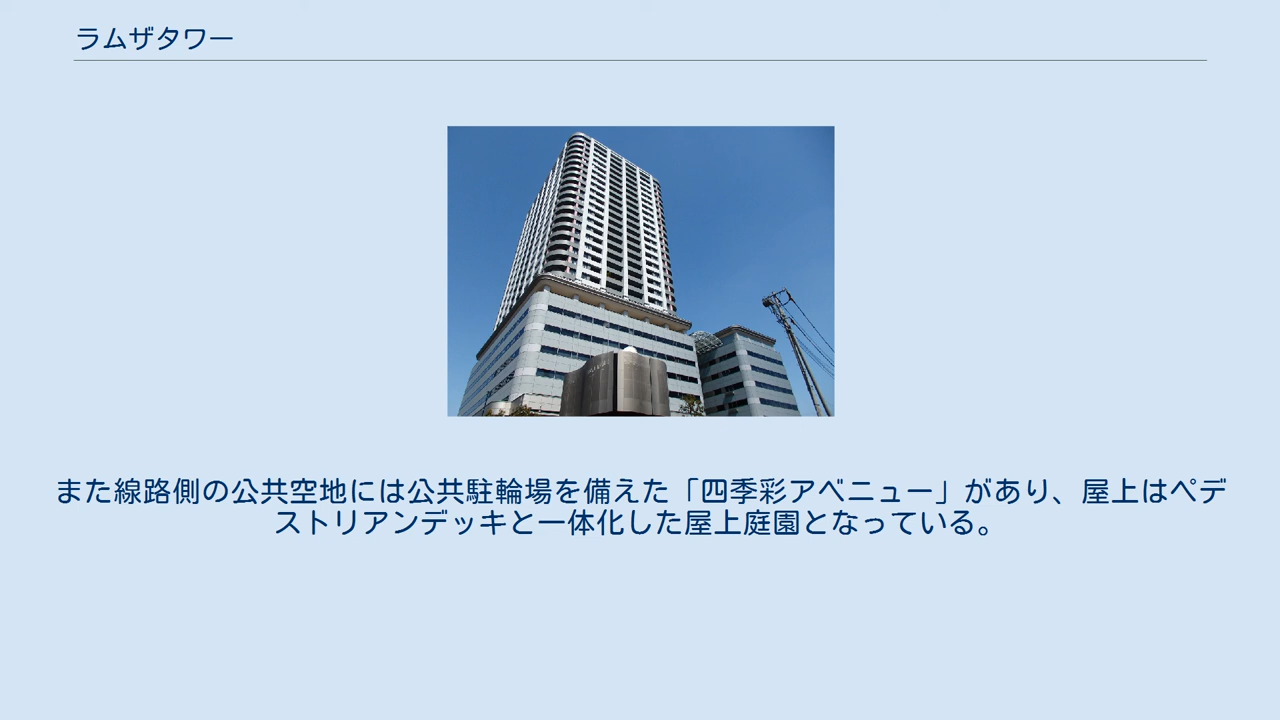 ラムザタワー
また線路側の公共空地には公共駐輪場を備えた「四季彩アベニュー」があり、屋上はペデ
ストリアンデッキと一体化した屋上庭園となっている。